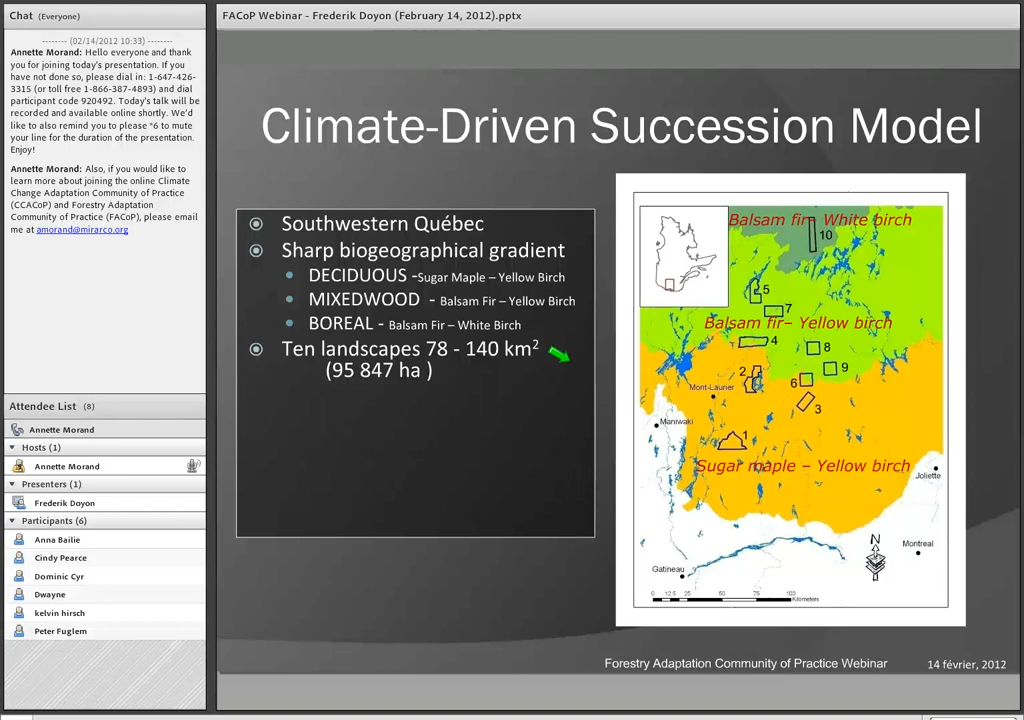 Chat (Everyone)
-------- (02/14/2012 10:33) --------
Annette Morand: Hello everyone and thank
you for joining today's presentation. If you
have not done so, please dial in: 1-647-426-
3315 (or toll free 1-866-387-4893) and dial
participant code 920492. Today's talk will be
recorded and available online shortly. We'd
like to also remind you to please *6 to mute
your line for the duration of the presentation.
Enjoy!
Annette Morand: Also, if you would like to
learn more about joining the online Climate
Change Adaptation Community of Practice
(CCACoP) and Forestry Adaptation
Community of Practice (FACoP), please email
me at amorand@mirarco.org
Attendee List (8)
Annette Morand
Hosts (1)
Annette Morand
Presenters (1)
Frederik Doyon
Participants (6)
Anna Bailie
Cindy Pearce
Dominic Cyr
Dwayne
kelvin hirsch
Peter Fuglem
FACoP Webinar - Frederik Doyon (February 14, 2012).pptx
Climate-Driven Succession Model
Southwestern Québec
Sharp biogeographical gradient
DECIDUOUS -Sugar Maple – Yellow Birch
MIXEDWOOD - Balsam Fir – Yellow Birch
BOREAL - Balsam Fir – White Birch
Ten landscapes 78 - 140 km²
(95 847 ha )
Balsam fir– White birch
10
5
7
Balsam fir– Yellow birch
4
8
9
2
6
Mont-Laurier
3
Maniwaki
1
Sugar maple – Yellow birch
Joliette
N
Montreal
Gatineau
0 12.5 25 50 75 100
Kilometers
Forestry Adaptation Community of Practice Webinar
14 février, 2012